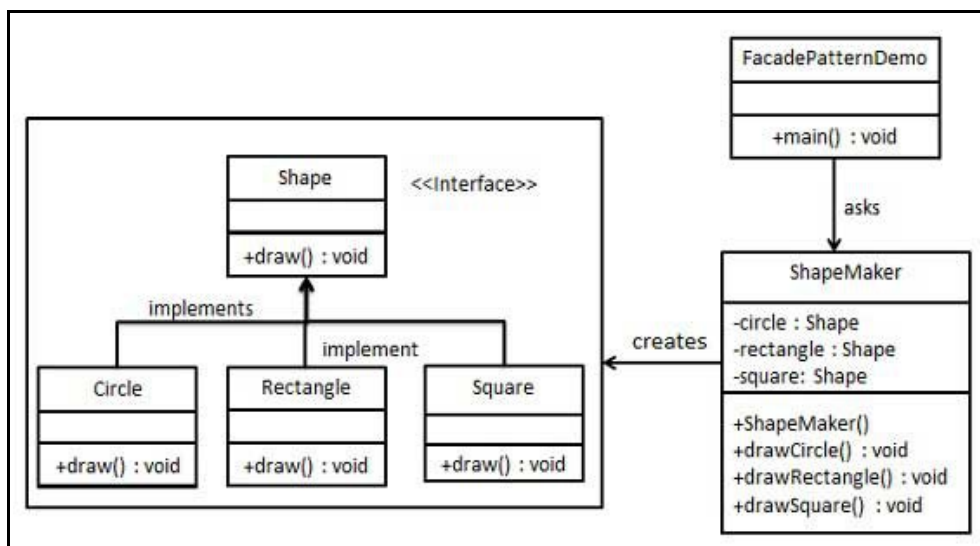 FacadePatternDemo
+main() : void
asks
Shape
<<Interface>>
+draw() : void
implements
implement
Circle
+draw() : void
Rectangle
+draw() : void
Square
+draw() : void
creates
ShapeMaker
-circle : Shape
-rectangle : Shape
-square: Shape
+ShapeMaker()
+drawCircle() : void
+drawRectangle() : void
+drawSquare() : void